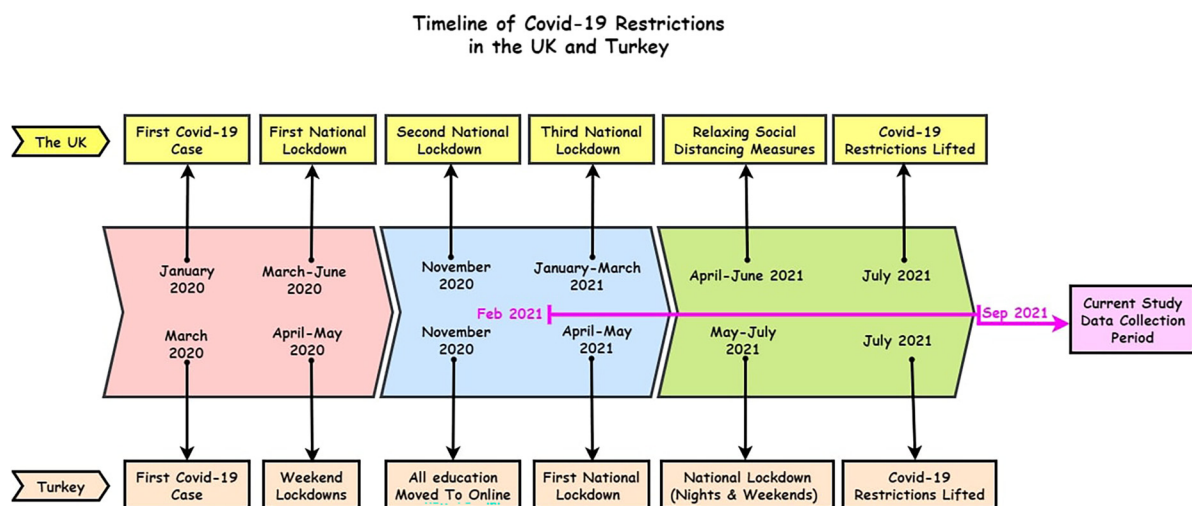 Timeline of Covid-19 Restrictions
in the UK and Turkey
The UK
First Covid-19
Case
First National
Lockdown
Second National
Lockdown
Third National
Lockdown
Relaxing Social
Distancing Measures
Covid-19
Restrictions Lifted
January
2020
March-June
2020
November
2020
January-March
2021
April-June 2021
July 2021
Feb 2021
Sep 2021
Current Study
Data Collection
Period
March
2020
April-May
2020
November
2020
April-May
2021
May-July
2021
July 2021
Turkey
First Covid-19
Case
Weekend
Lockdowns
All education
Moved To Online
First National
Lockdown
National Lockdown
(Nights & Weekends)
Covid-19
Restrictions Lifted